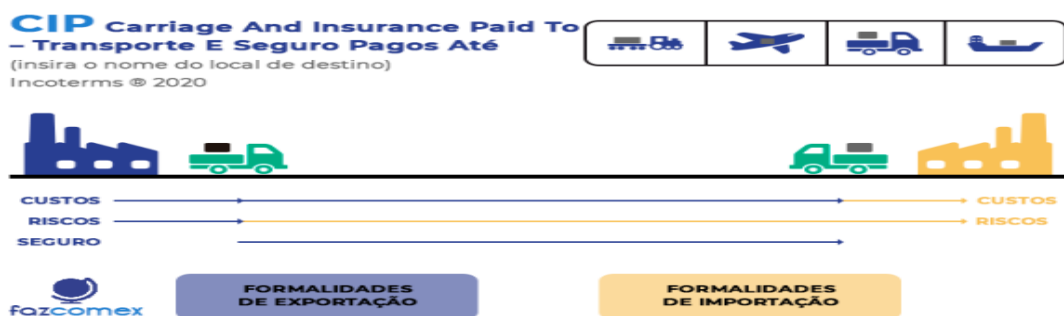 CIP Carriage And Insurance Paid To
– Transporte E Seguro Pagos Até
(insira o nome do local de destino)
Incoterms ® 2020
CUSTOS CUSTOS
RISCOS RISCOS
SEGURO
FORMALIDADES
DE EXPORTAÇÃO
FORMALIDADES
DE IMPORTAÇÃO
fazcomex